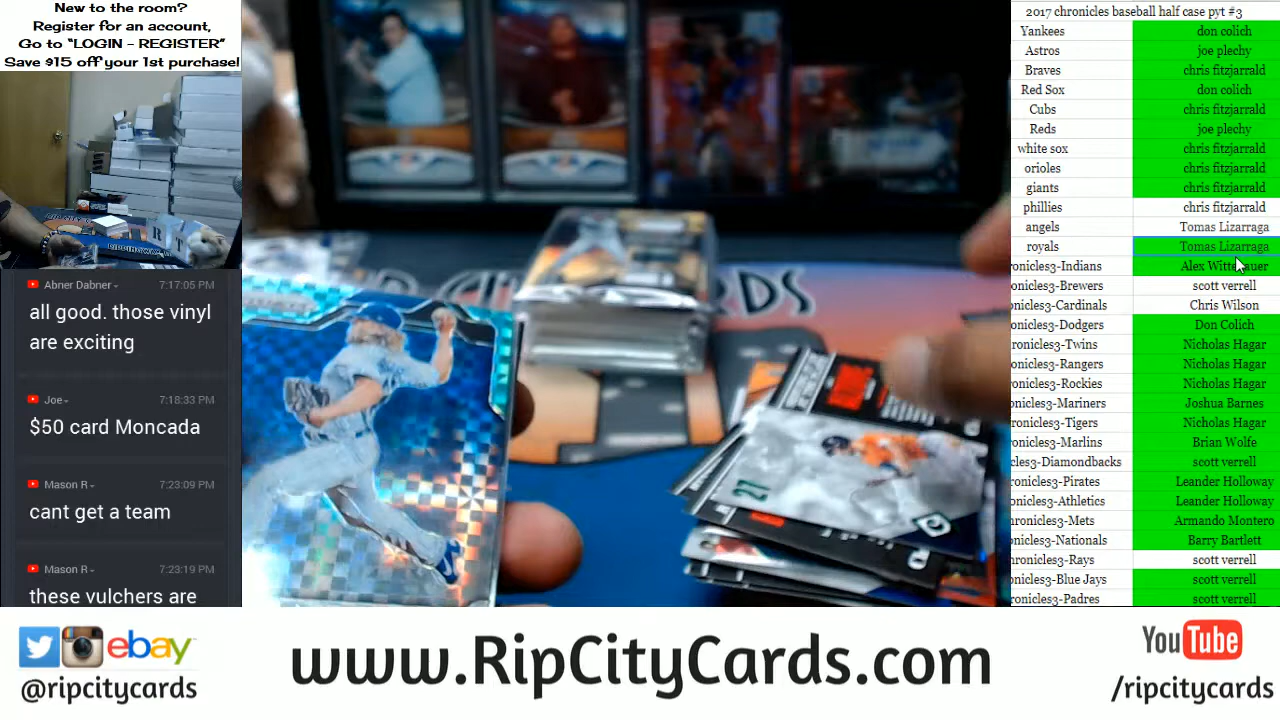 New to the room?
Register for an account,
Go to "LOGIN - REGISTER"
Save $15 off your 1st purchase!
Abner Dabner 7:17:05 PM
all good. those vinyl
are exciting
Joe 7:18:33 PM
$50 card Moncada
Mason R 7:23:09 PM
cant get a team
Mason R 7:23:19 PM
these vulchers are
2017 chronicles baseball half case pyt #3
Yankees don colich
Astros joe plechy
Braves chris fitzjarrald
Red Sox don colich
Cubs chris fitzjarrald
Reds joe plechy
white sox chris fitzjarrald
orioles chris fitzjarrald
giants chris fitzjarrald
phillies chris fitzjarrald
angels Tomas Lizarraga
royals Tomas Lizarraga
ronicles3-Indians Alex
ronicles3-Brewers scott verrell
onicles3-Cardinals Chris Wilson
ronicles3-Dodgers Don Colich
hronicles3-Twins Nicholas Hagar
ronicles3-Rangers Nicholas Hagar
ronicles3-Rockies Nicholas Hagar
onicles3-Mariners Joshua Barnes
hronicles3-Tigers Nicholas Hagar
onicles3-Marlins Brian Wolfe
cles3-Diamondbacks scott verrell
onicles3-Pirates Leander Holloway
onicles3-Athletics Leander Holloway
hronicles3-Mets Armando Montero
onicles3-Nationals Barry Bartlett
hronicles3-Rays scott verrell
onicles3-Blue Jays scott verrell
onicles3-Padres scott verrell
27
ebay
@ripcitycards
www.RipCityCards.com
YouTube
/ripcitycards